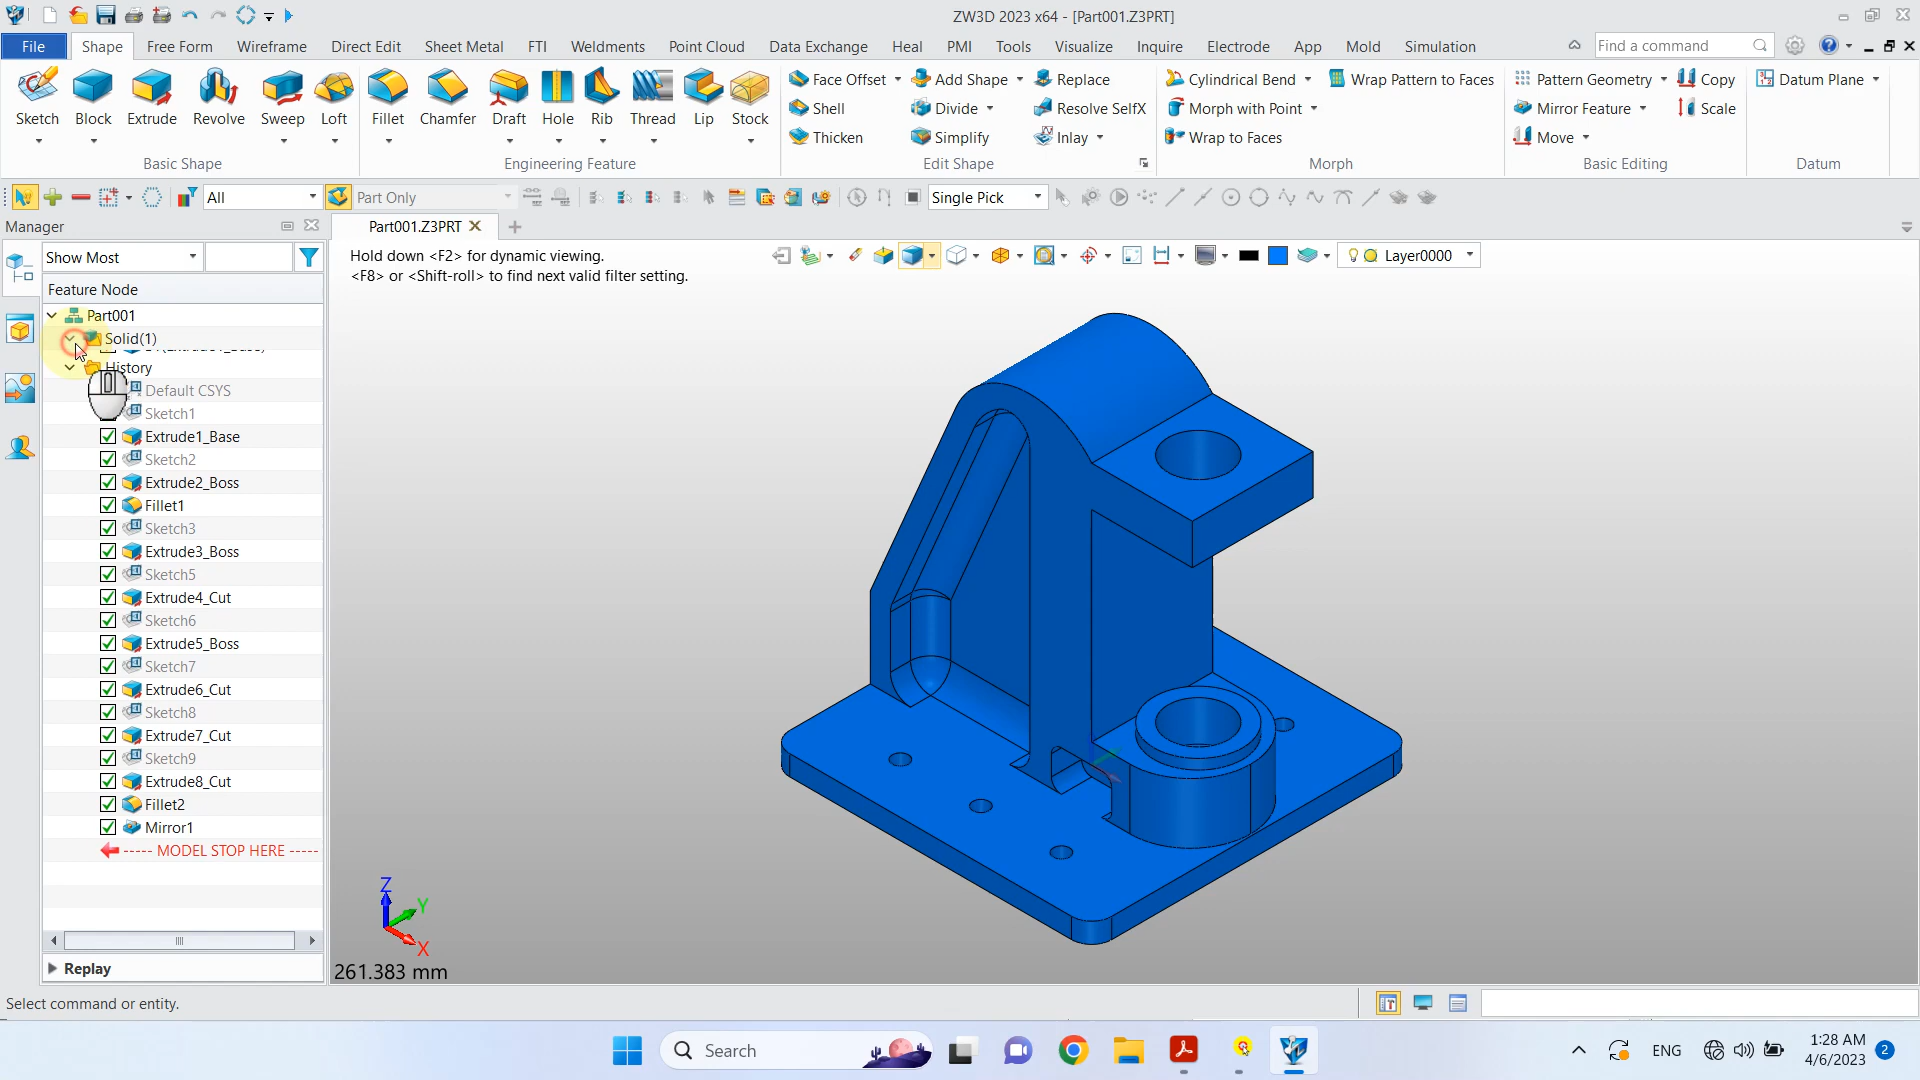 ZW3D 2023 x64 - [Part001.Z3PRT]
File Shape Free Form Wireframe Direct Edit Sheet Metal FTI Weldments Point Cloud Data Exchange Heal PMI Tools Visualize Inquire Electrode App Mold Simulation Find a command
Face Offset Add Shape Replace Cylindrical Bend Wrap Pattern to Faces Pattern Geometry Copy Datum Plane
Sketch Block Extrude Revolve Sweep Loft Fillet Chamfer Draft Hole Rib Thread Lip Stock
Shell Divide Resolve SelfX Morph with Point Mirror Feature Scale
Thicken Simplify Inlay Wrap to Faces Move
Basic Shape Engineering Feature Edit Shape Morph Basic Editing Datum
All Part Only Single Pick
Manager Part001.Z3PRT
Show Most Hold down <F2> for dynamic viewing. Layer0000
<F8> or <Shift-roll> to find next valid filter setting.
Feature Node
Part001
Solid(1)
History
Default CSYS
Sketch1
Extrude1_Base
Sketch2
Extrude2_Boss
Fillet1
Sketch3
Extrude3_Boss
Sketch5
Extrude4_Cut
Sketch6
Extrude5_Boss
Sketch7
Extrude6_Cut
Sketch8
Extrude7_Cut
Sketch9
Extrude8_Cut
Fillet2
Mirror1
----- MODEL STOP HERE -----
Z
Y
X
Replay
261.383 mm
Select command or entity.
Search ENG 1:28 AM
4/6/2023 2